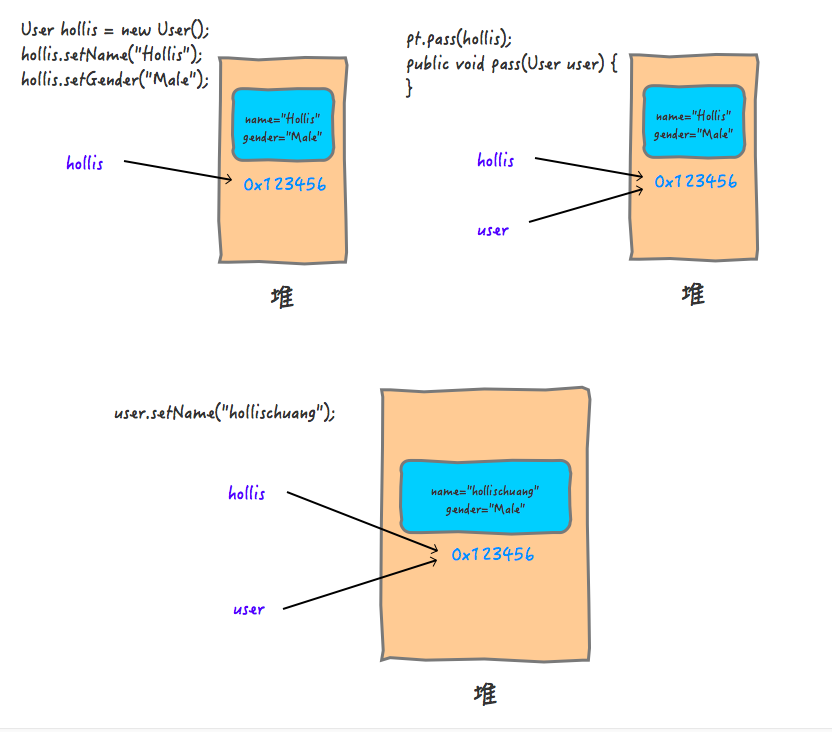 User hollis = new User();
hollis.setName("Hollis");
hollis.setGender("Male");
name="Hollis"
gender="Male"
hollis
0x123456
堆
pt.pass(hollis);
public void pass(User user) {
}
name="Hollis"
gender="Male"
hollis
0x123456
user
堆
user.setName("hollischuang");
name="hollischuang"
gender="Male"
hollis
0x123456
user
堆